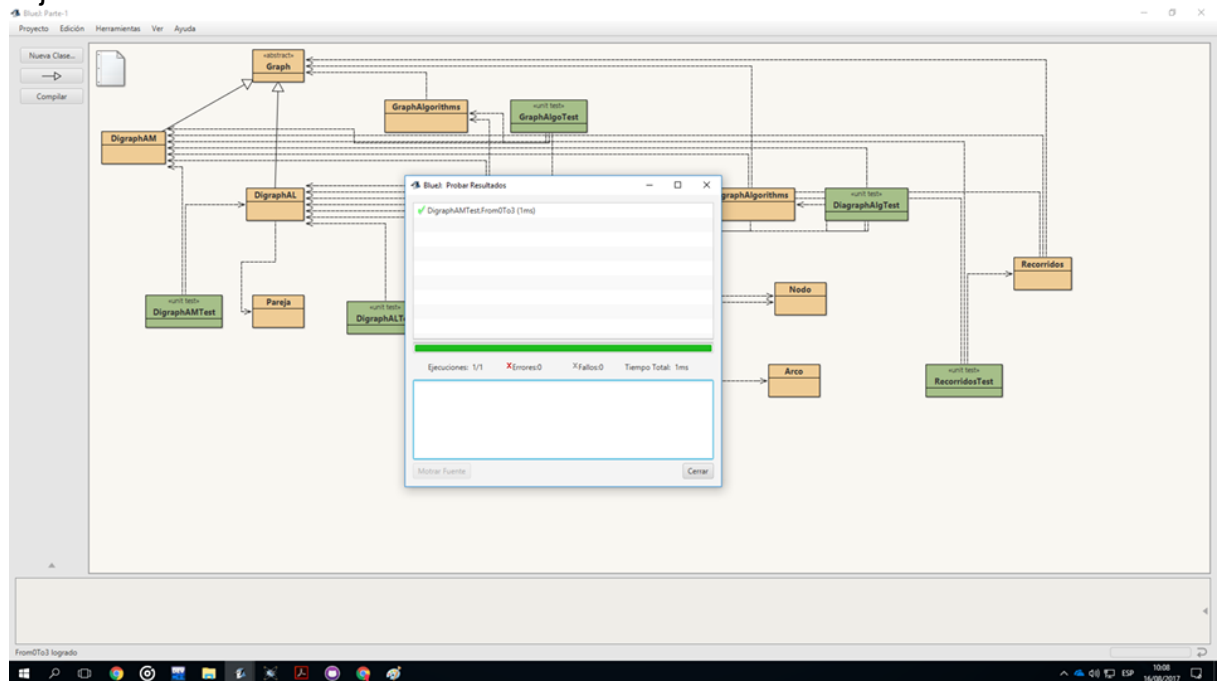 BlueJ: Parte-1
Proyecto Edición Herramientas Ver Ayuda
Nueva Clase...
Compilar
«abstract»
Graph
GraphAlgorithms
«unit test»
GraphAlgoTest
DigraphAM
DigraphAL
BlueJ: Probar Resultados
DigraphAMTest.From0To3 (1ms)
graphAlgorithms
«unit test»
DiagraphAlgTest
Recorridos
«unit test»
DigraphAMTest
Pareja
«unit test»
DigraphALT
Nodo
Ejecuciones: 1/1 Errores:0 Fallos:0 Tiempo Total: 1ms
Arco
«unit test»
RecorridosTest
Motrar Fuente Cerrar
From0To3 logrado
ESP 10:08
16/08/2017